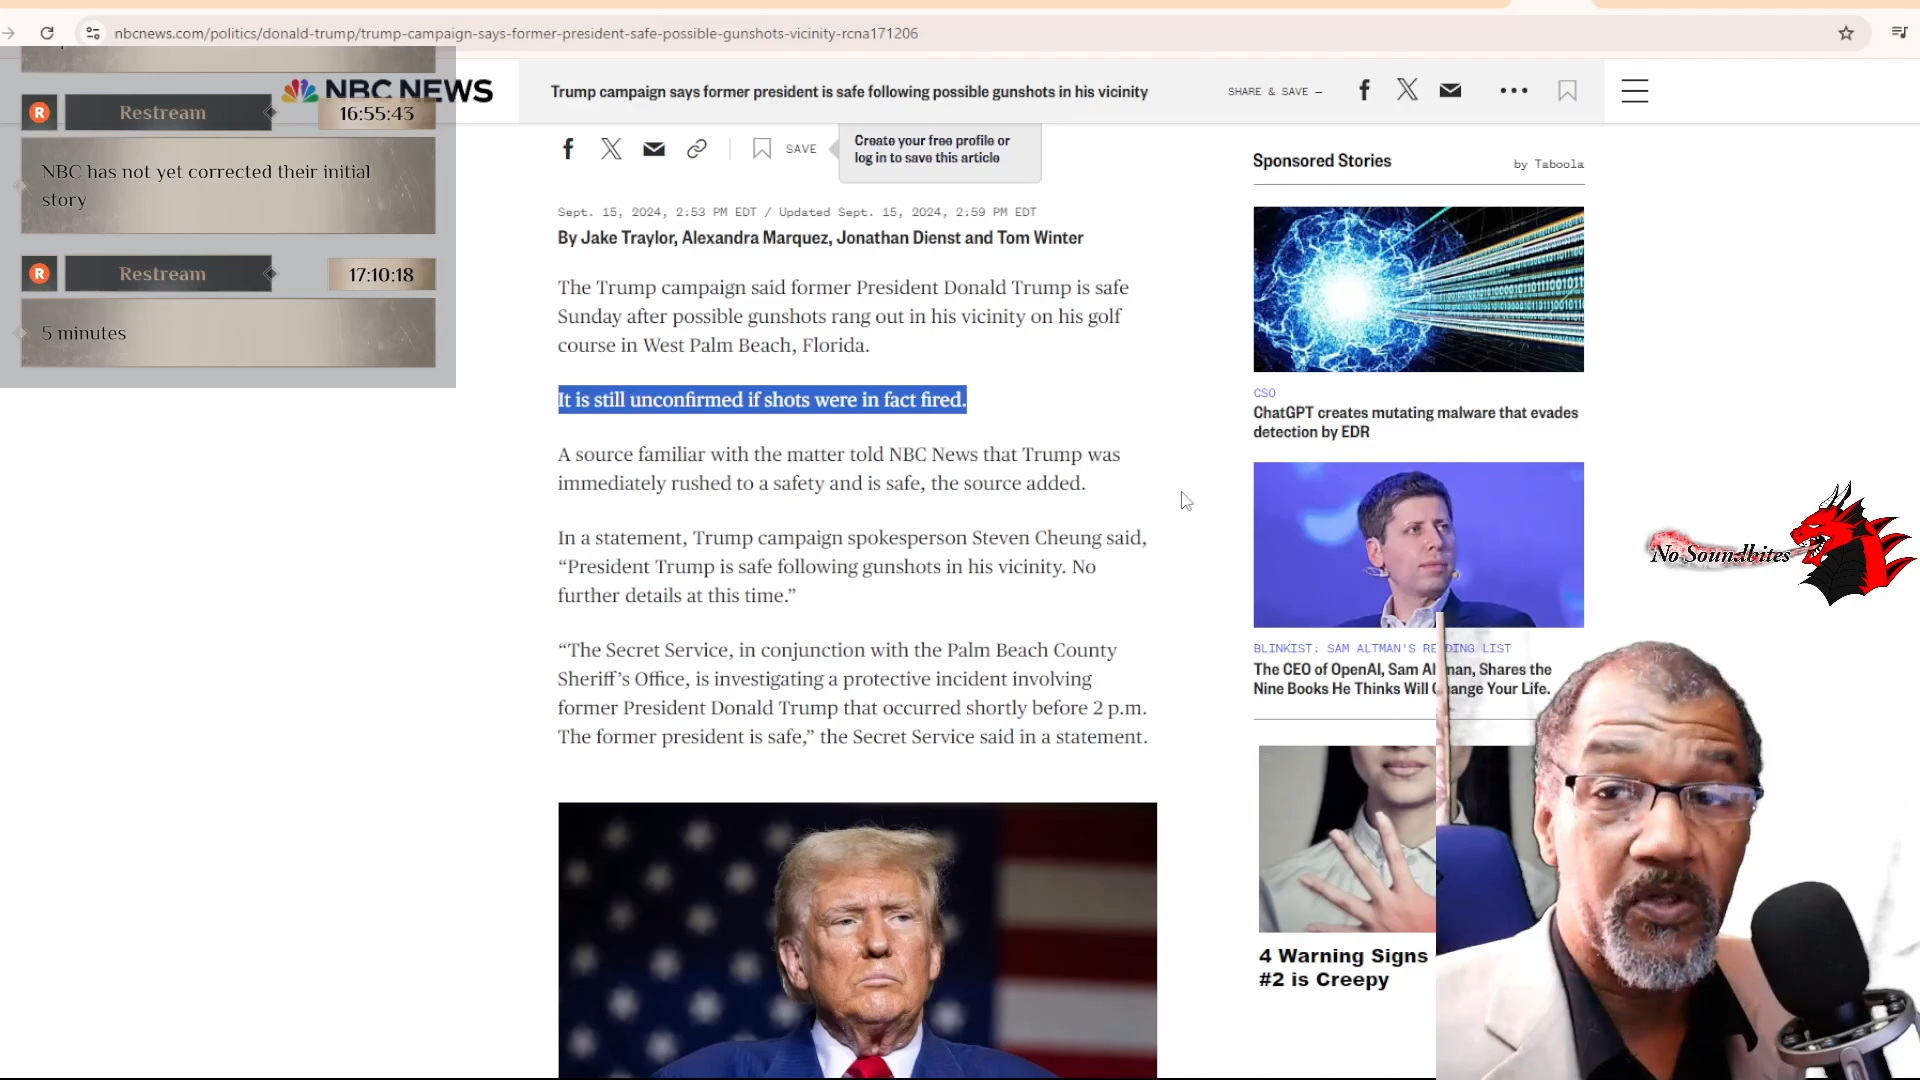 nbcnews.com/politics/donald-trump/trump-campaign-says-former-president-safe-possible-gunshots-vicinity-rcna171206
NBC NEWS
Trump campaign says former president is safe following possible gunshots in his vicinity
SHARE & SAVE —
R
Restream
16:55:43
NBC has not yet corrected their initial
story
R
Restream
17:10:18
5 minutes
SAVE
Create your free profile or
log in to save this article
Sept. 15, 2024, 2:53 PM EDT / Updated Sept. 15, 2024, 2:59 PM EDT
By Jake Traylor, Alexandra Marquez, Jonathan Dienst and Tom Winter
The Trump campaign said former President Donald Trump is safe
Sunday after possible gunshots rang out in his vicinity on his golf
course in West Palm Beach, Florida.
It is still unconfirmed if shots were in fact fired.
A source familiar with the matter told NBC News that Trump was
immediately rushed to a safety and is safe, the source added.
In a statement, Trump campaign spokesperson Steven Cheung said,
“President Trump is safe following gunshots in his vicinity. No
further details at this time.”
“The Secret Service, in conjunction with the Palm Beach County
Sheriff’s Office, is investigating a protective incident involving
former President Donald Trump that occurred shortly before 2 p.m.
The former president is safe,” the Secret Service said in a statement.
Sponsored Stories
by Taboola
CSO
ChatGPT creates mutating malware that evades
detection by EDR
BLINKIST: SAM ALTMAN'S LIST
The CEO of OpenAI, Sam Shares the
Nine Books He Thinks Will Your Life.
4 Warning Signs
#2 is Creepy
No Soundbites